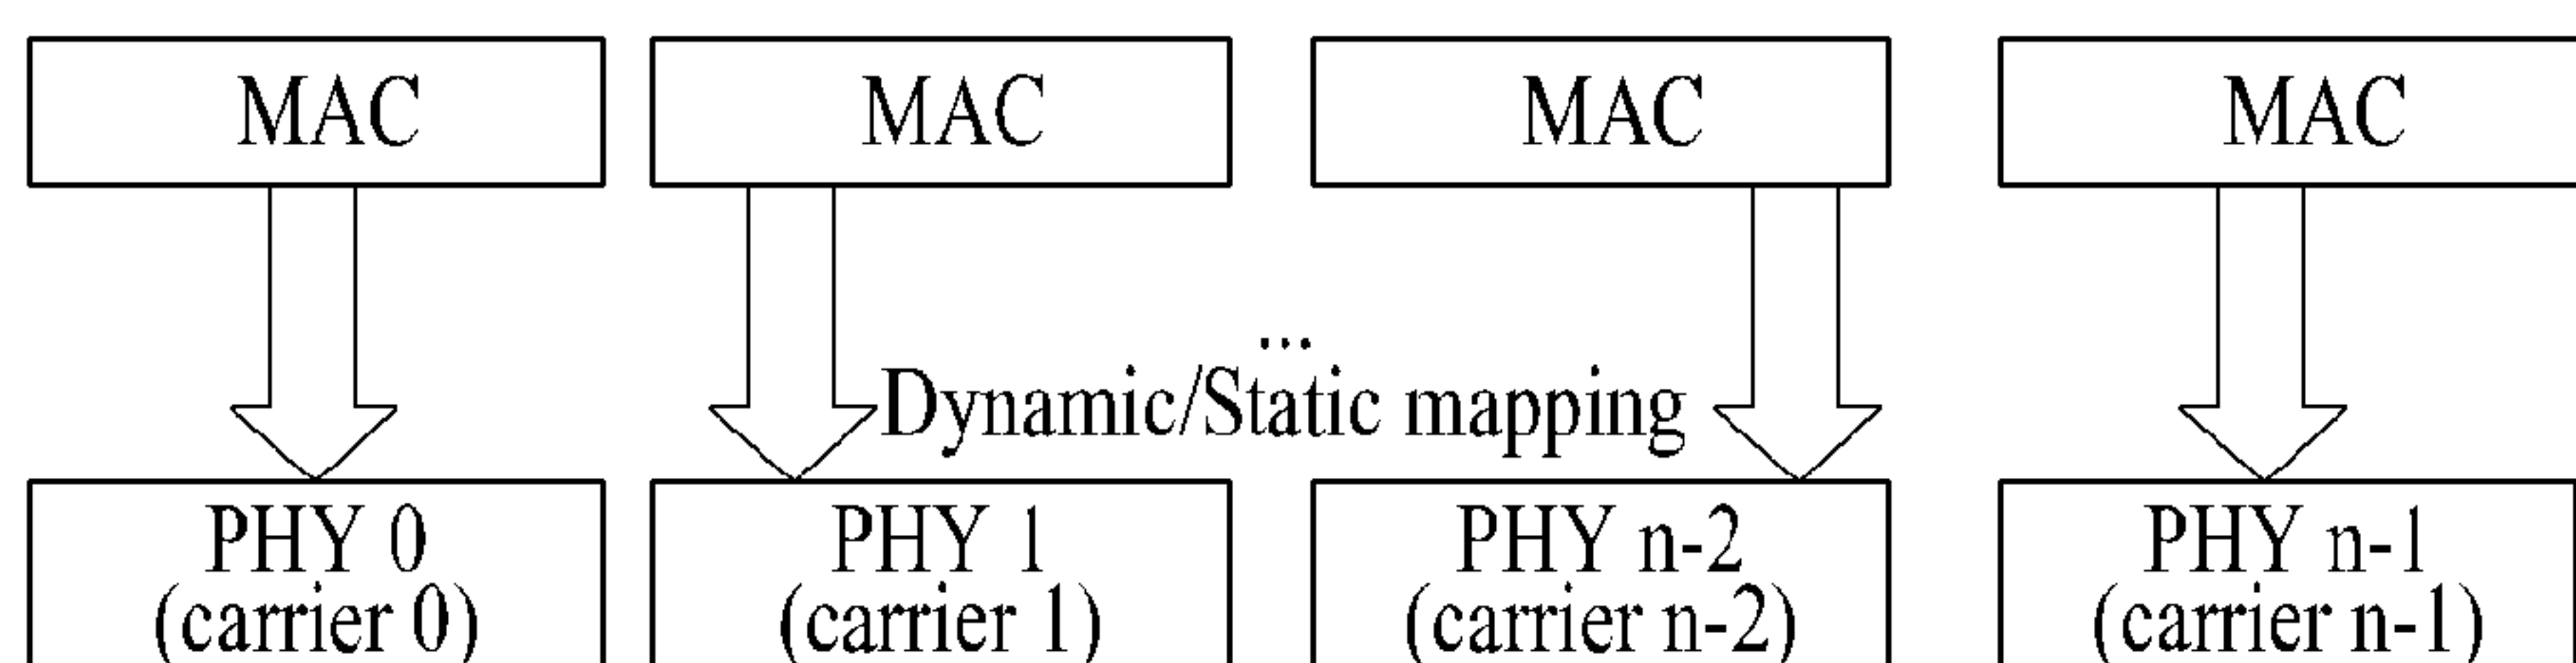 MAC
MAC
MAC
MAC
...
Dynamic/Static mapping
PHY 0
(carrier 0)
PHY 1
(carrier 1)
PHY n-2
(carrier n-2)
PHY n-1
(carrier n-1)